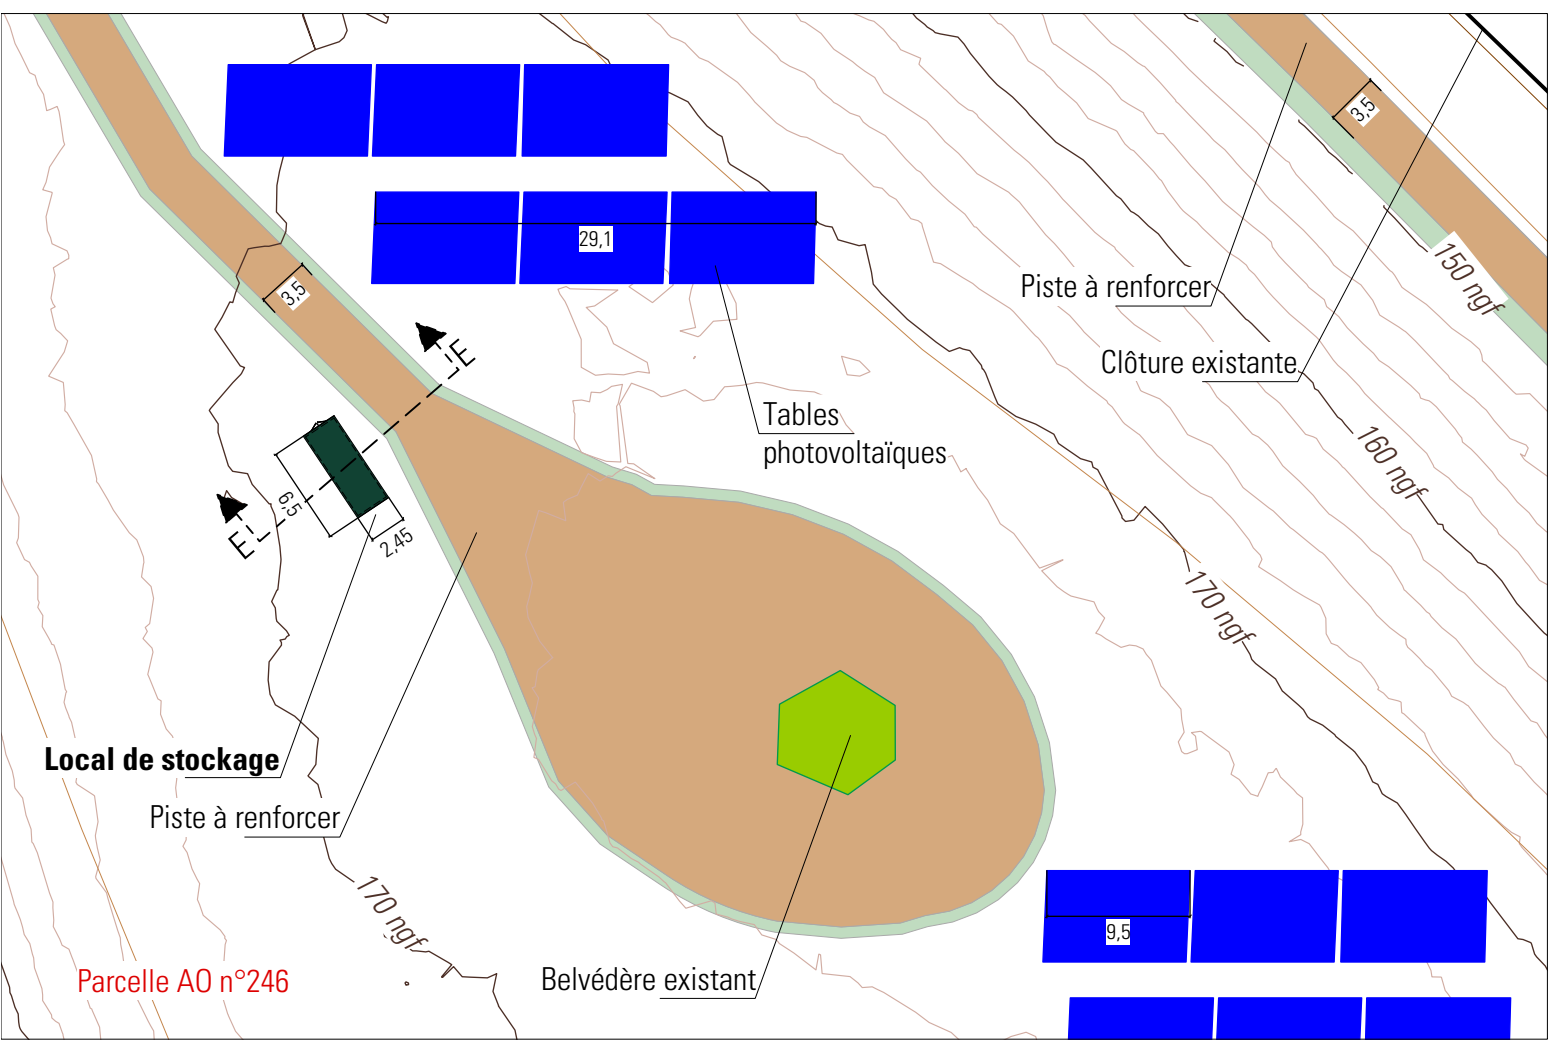 3,5
29,1
3,5
150 ngf
Piste à renforcer
E
Clôture existante
Tables
photovoltaïques
160 ngf
6,5
E
2,45
170 ngf
Local de stockage
Piste à renforcer
170 ngf
9,5
Parcelle AO n°246
Belvédère existant